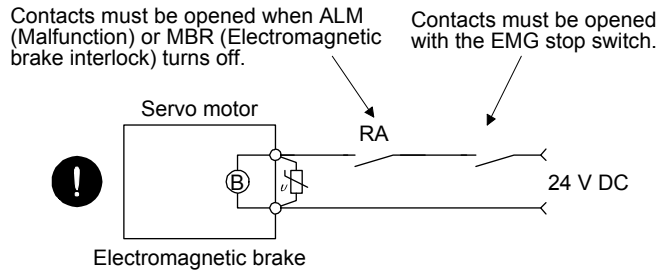 Contacts must be opened when ALM
(Malfunction) or MBR (Electromagnetic
brake interlock) turns off.
Contacts must be opened
with the EMG stop switch.
Servo motor
RA
B
υ
24 V DC
Electromagnetic brake